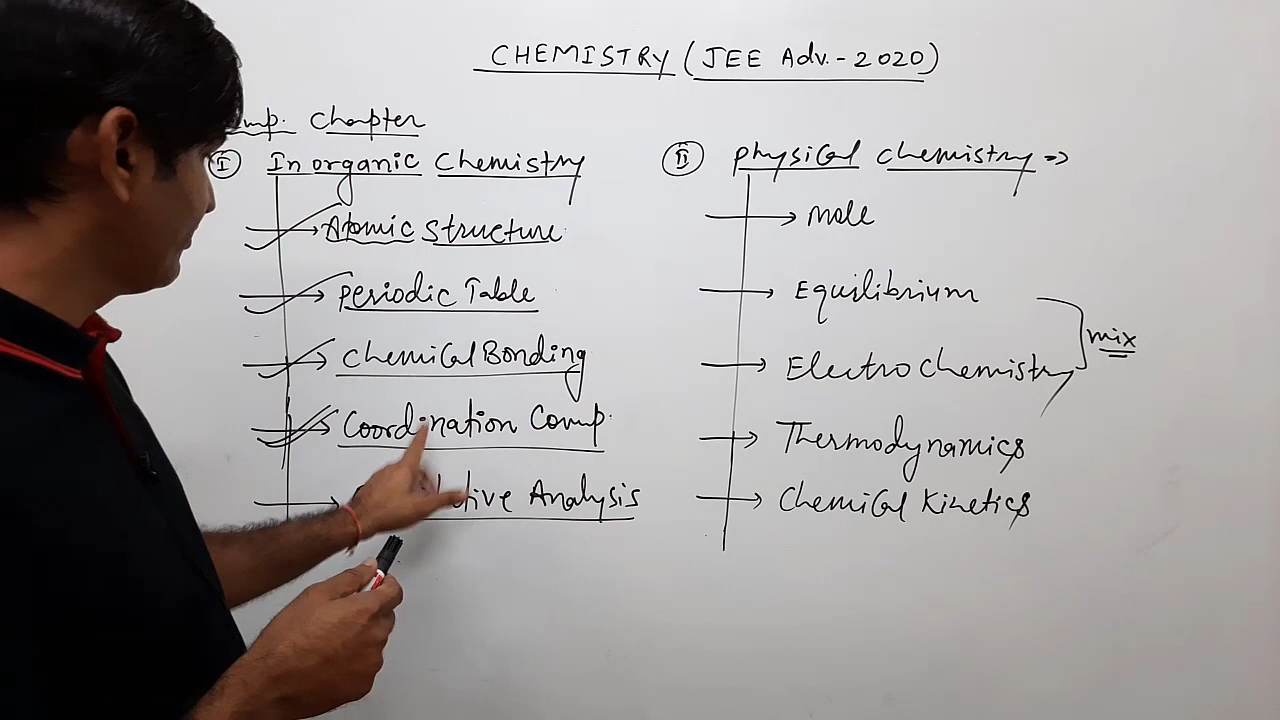 CHEMISTRY (JEE Adv.-2020)
Chapter
I Inorganic Chemistry
Atomic Structure
Periodic Table
Chemical Bonding
Coordination Comp.
Analysis
II Physical chemistry ⇒
mole
Equilibrium
Electrochemistry
mix
Thermodynamics
Chemical Kinetics